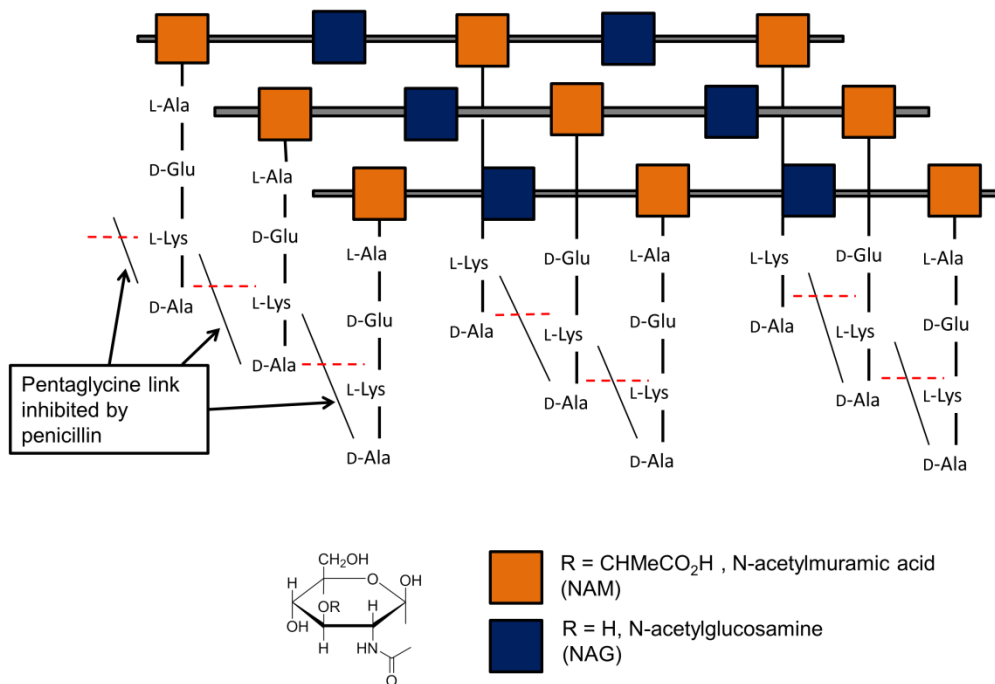 L-Ala
D-Glu
L-Lys
D-Ala
L-Ala
D-Glu
L-Lys
D-Ala
L-Ala
D-Glu
L-Lys
D-Ala
L-Lys
D-Ala
D-Glu
L-Lys
D-Ala
L-Ala
D-Glu
L-Lys
D-Ala
L-Lys
D-Ala
D-Glu
L-Lys
D-Ala
L-Ala
D-Glu
L-Lys
D-Ala
Pentaglycine link
inhibited by
penicillin
CH₂OH
H
O
OH
OR
H
OH
H
HN
O
R = CHMeCO₂H , N-acetylmuramic acid
(NAM)
R = H, N-acetylglucosamine
(NAG)